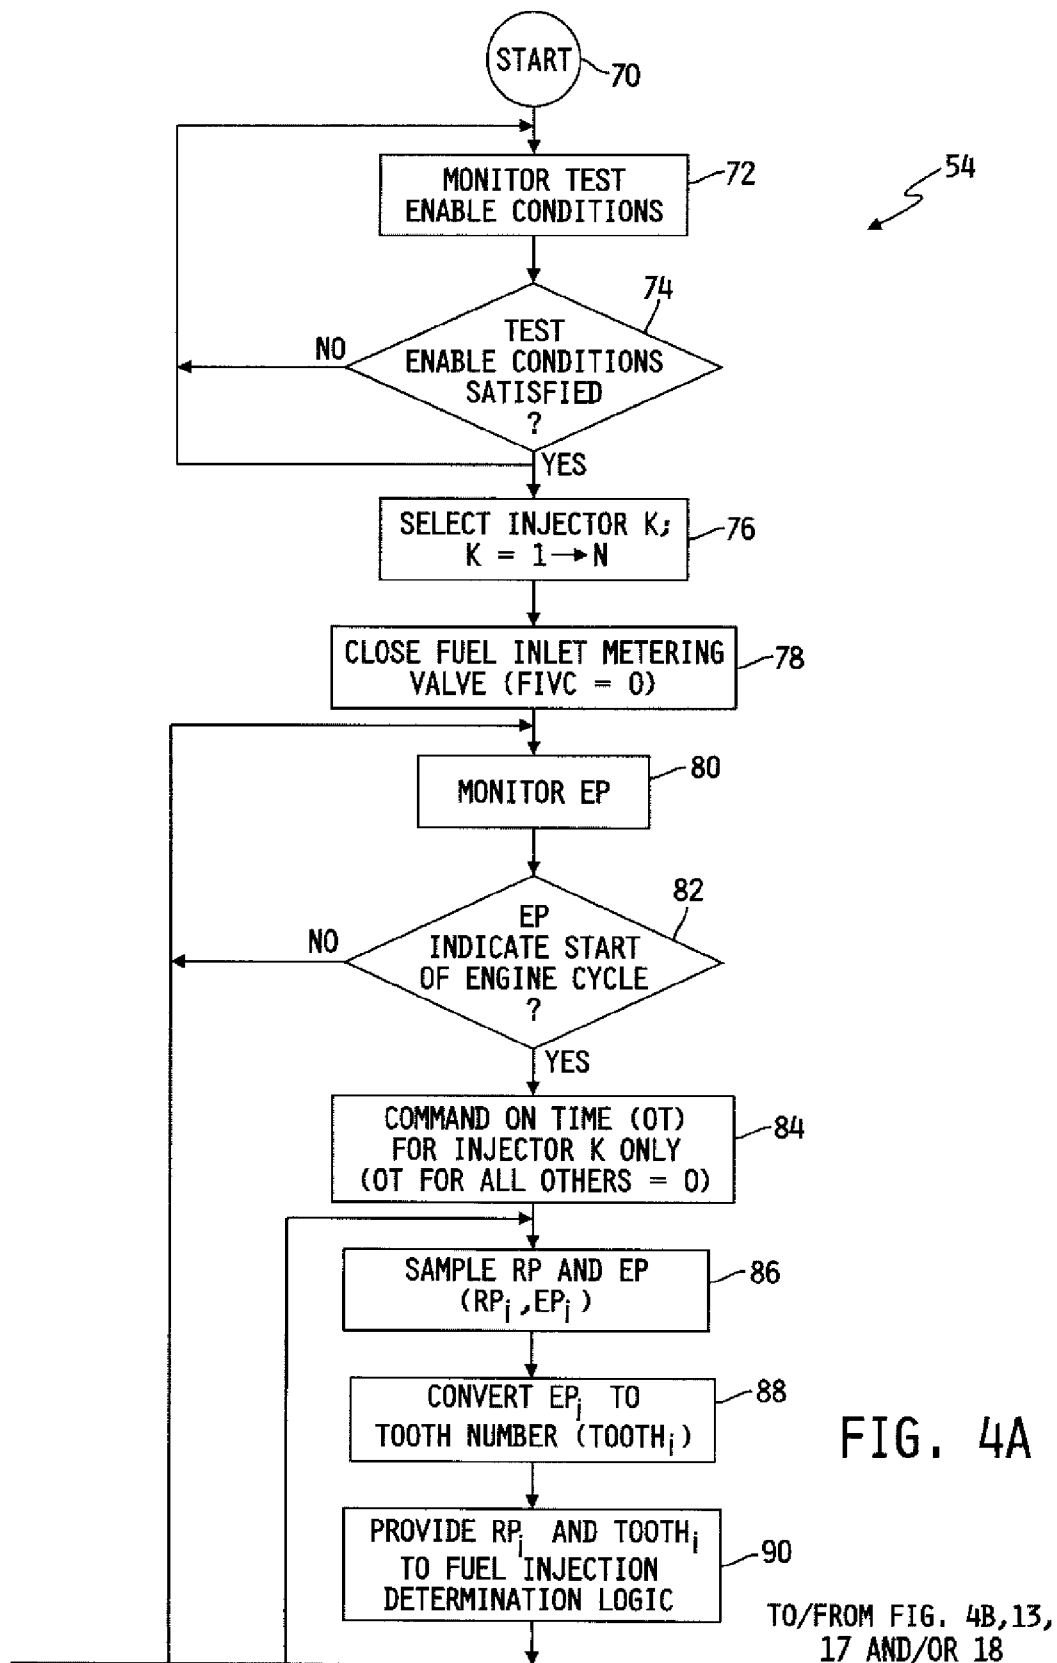 START
70
MONITOR TEST
ENABLE CONDITIONS
72
54
74
TEST
ENABLE CONDITIONS
SATISFIED
?
NO
YES
SELECT INJECTOR K;
K = 1→N
76
CLOSE FUEL INLET METERING
VALVE (FIVC = 0)
78
MONITOR EP
80
82
EP
INDICATE START
OF ENGINE CYCLE
?
NO
YES
COMMAND ON TIME (OT)
FOR INJECTOR K ONLY
(OT FOR ALL OTHERS = 0)
84
SAMPLE RP AND EP
(RPi,EPi)
86
CONVERT EPi TO
TOOTH NUMBER (TOOTHi)
88
FIG. 4A
PROVIDE RPi AND TOOTHi
TO FUEL INJECTION
DETERMINATION LOGIC
90
TO/FROM FIG. 4B,13,
17 AND/OR 18